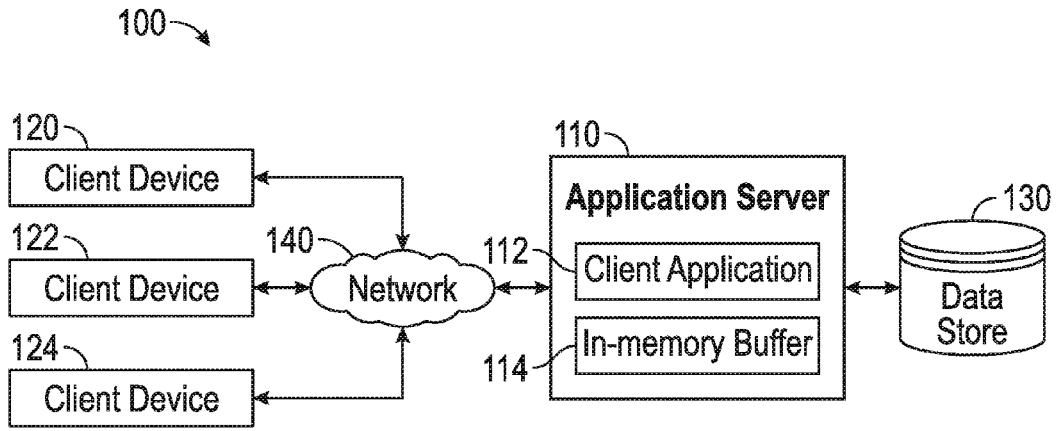 100
120
Client Device
122
Client Device
124
Client Device
140
Network
110
Application Server
112
Client Application
114
In-memory Buffer
130
Data
Store